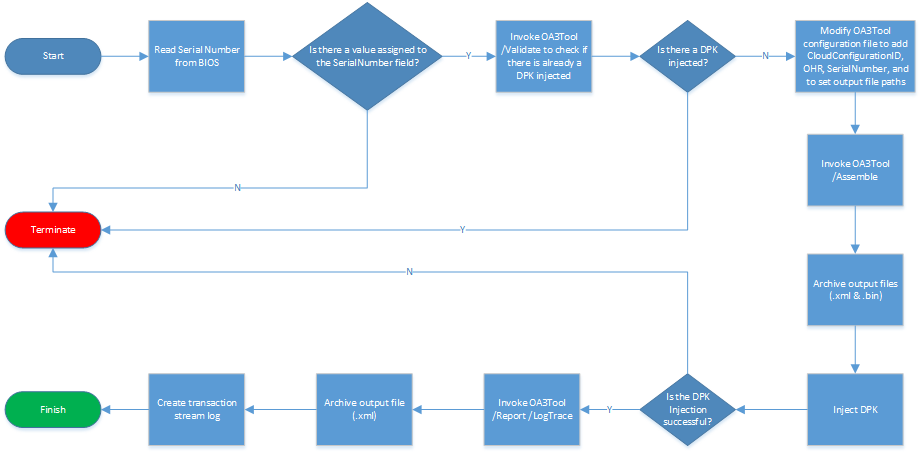 Start
Read Serial Number
from BIOS
Is there a value assigned to
the SerialNumber field?
Y
Invoke OA3Tool
/Validate to check if
there is already a
DPK injected
Is there a DPK
injected?
N
Modify OA3Tool
configuration file to add
CloudConfigurationID,
OHR, SerialNumber, and
to set output file paths
Invoke OA3Tool
/Assemble
N
Terminate
Y
N
Archive output files
(.xml & .bin)
Finish
Create transaction
stream log
Archive output file
(.xml)
Invoke OA3Tool
/Report /LogTrace
Y
Is the DPK
Injection
successful?
Inject DPK